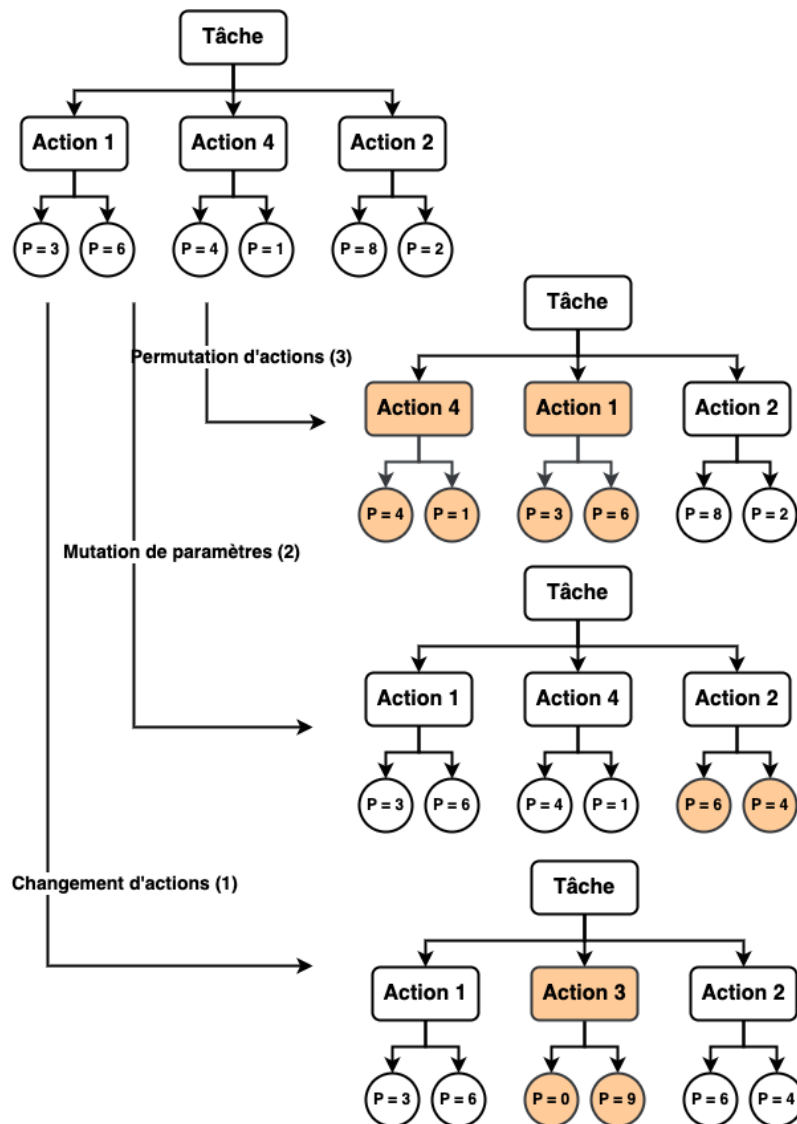 Tâche
Action 1 Action 4 Action 2
P = 3 P = 6 P = 4 P = 1 P = 8 P = 2
Tâche
Permutation d'actions (3)
Action 4 Action 1 Action 2
P = 4 P = 1 P = 3 P = 6 P = 8 P = 2
Mutation de paramètres (2)
Tâche
Action 1 Action 4 Action 2
P = 3 P = 6 P = 4 P = 1 P = 6 P = 4
Changement d'actions (1)
Tâche
Action 1 Action 3 Action 2
P = 3 P = 6 P = 0 P = 9 P = 6 P = 4